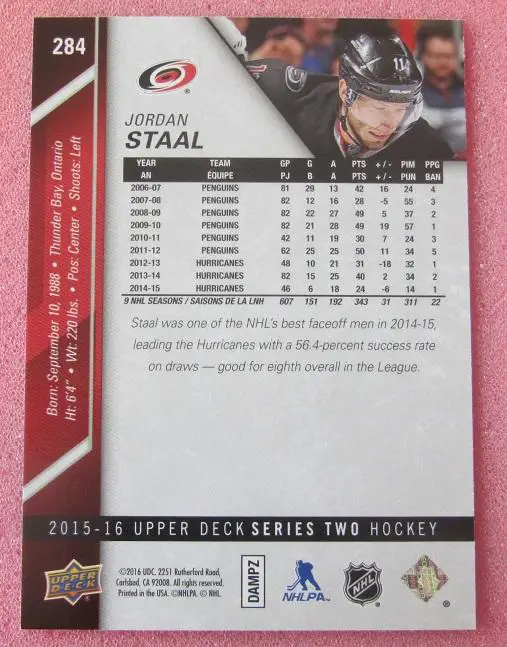 284
11
JORDAN
STAAL
Born: September 10, 1988 • Thunder Bay, Ontario
Ht: 6'4" • Wt: 220 lbs. • Pos: Center • Shoots: Left
YEAR TEAM GP G A PTS +/- PIM PPG
AN ÉQUIPE PJ B A PTS +/- PUN BAN
2006-07 PENGUINS 81 29 13 42 16 24 4
2007-08 PENGUINS 82 12 16 28 -5 55 3
2008-09 PENGUINS 82 22 27 49 5 37 2
2009-10 PENGUINS 82 21 28 49 19 57 1
2010-11 PENGUINS 42 11 19 30 7 24 3
2011-12 PENGUINS 62 25 25 50 11 34 5
2012-13 HURRICANES 48 10 21 31 -18 32 1
2013-14 HURRICANES 82 15 25 40 2 34 2
2014-15 HURRICANES 46 6 18 24 -6 14 1
9 NHL SEASONS / SAISONS DE LA LNH 607 151 192 343 31 311 22
Staal was one of the NHL's best faceoff men in 2014-15,
leading the Hurricanes with a 56.4-percent success rate
on draws — good for eighth overall in the League.
2015-16 UPPER DECK SERIES TWO HOCKEY
UPPER
DECK
©2016 UDC, 2251 Rutherford Road,
Carlsbad, CA 92008. All rights reserved.
Printed in the USA. ©NHLPA. © NHL.
DAMPZ
NHLPA
NHL